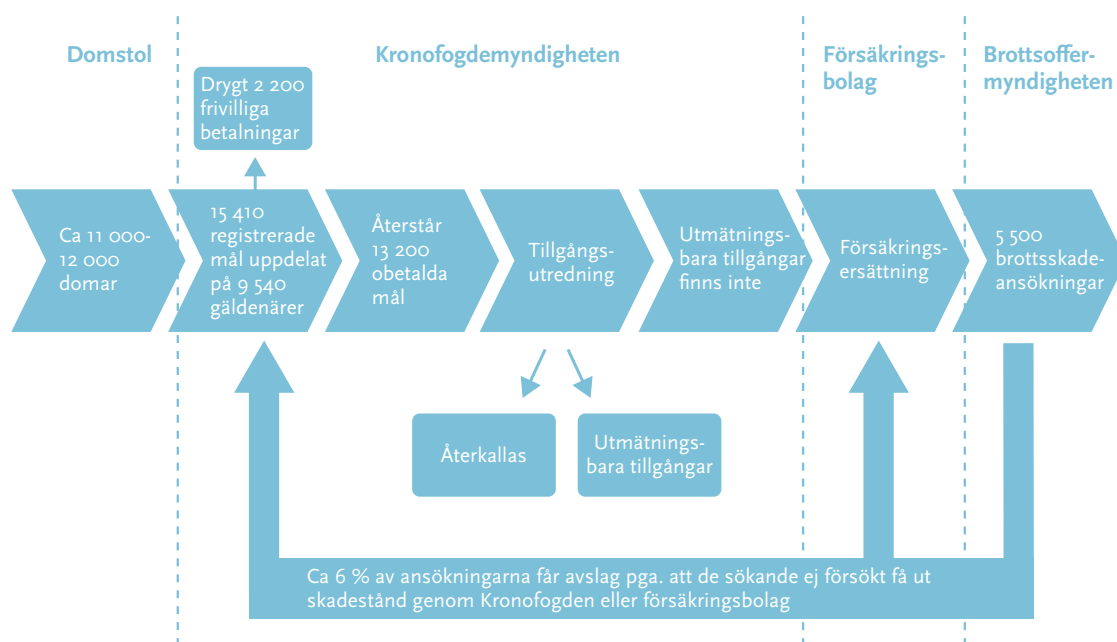 Domstol
Kronofogdemyndigheten
Försäkrings-
bolag
Brottsoffer-
myndigheten
Drygt 2 200
frivilliga
betalningar
Ca 11 000-
12 000
domar
15 410
registrerade
mål uppdelat
på 9 540
gäldenärer
Återstår
13 200
obetalda
mål
Tillgångs-
utredning
Utmätnings-
bara tillgångar
finns inte
Försäkrings-
ersättning
5 500
brottsskade-
ansökningar
Återkallas
Utmätnings-
bara tillgångar
Ca 6 % av ansökningarna får avslag pga. att de sökande ej försökt få ut
skadestånd genom Kronofogden eller försäkringsbolag